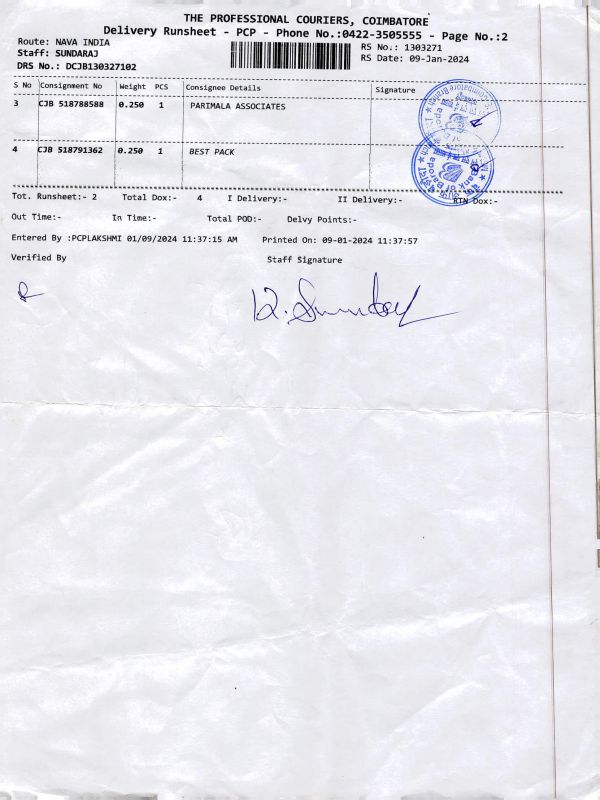 THE PROFESSIONAL COURIERS, COIMBATORE
Delivery Runsheet - PCP - Phone No.:0422-3505555 - Page No.:2
Route: NAVA INDIA
Staff: SUNDARAJ
DRS No.: DCJB130327102
RS No.: 1303271
RS Date: 09-Jan-2024
S No Consignment No Weight PCS Consignee Details Signature
3 CJB 518788588 0.250 1 PARIMALA ASSOCIATES
4 CJB 518791362 0.250 1 BEST PACK
Bank of Baroda
Tot. Runsheet:- 2 Total Dox:- 4 I Delivery:- II Delivery:- RTN Dox:-
Out Time:- In Time:- Total POD:- Delvy Points:-
Entered By :PCPLAKSHMI 01/09/2024 11:37:15 AM Printed On: 09-01-2024 11:37:57
Verified By Staff Signature